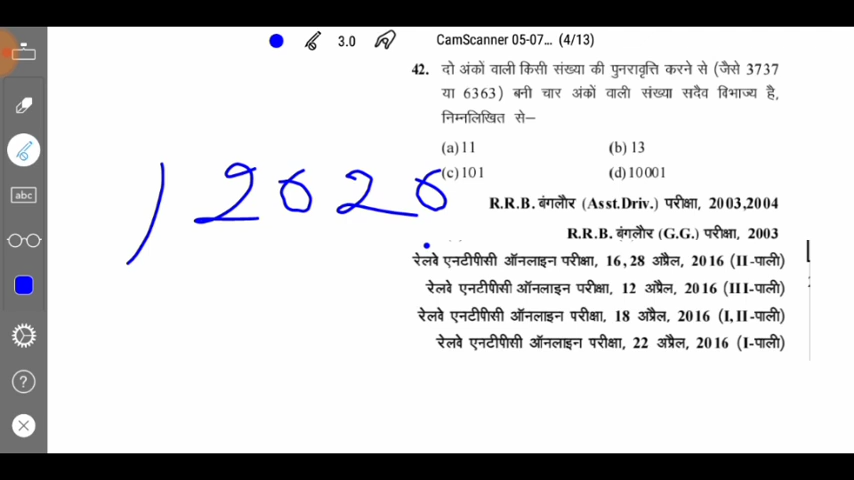 3.0 CamScanner 05-07... (4/13)
42. दो अंकों वाली किसी संख्या की पुनरावृत्ति करने से (जैसे 3737
या 6363) बनी चार अंकों वाली संख्या सदैव विभाज्य है,
निम्नलिखित से–
(a) 11 (b) 13
(c) 101 (d) 10001
) 2626
R.R.B. बंगलौर (Asst.Driv.) परीक्षा, 2003,2004
R.R.B. बंगलौर (G.G.) परीक्षा, 2003
रेलवे एनटीपीसी ऑनलाइन परीक्षा, 16,28 अप्रैल, 2016 (II-पाली)
रेलवे एनटीपीसी ऑनलाइन परीक्षा, 12 अप्रैल, 2016 (III-पाली)
रेलवे एनटीपीसी ऑनलाइन परीक्षा, 18 अप्रैल, 2016 (I,II-पाली)
रेलवे एनटीपीसी ऑनलाइन परीक्षा, 22 अप्रैल, 2016 (I-पाली)
abc
?